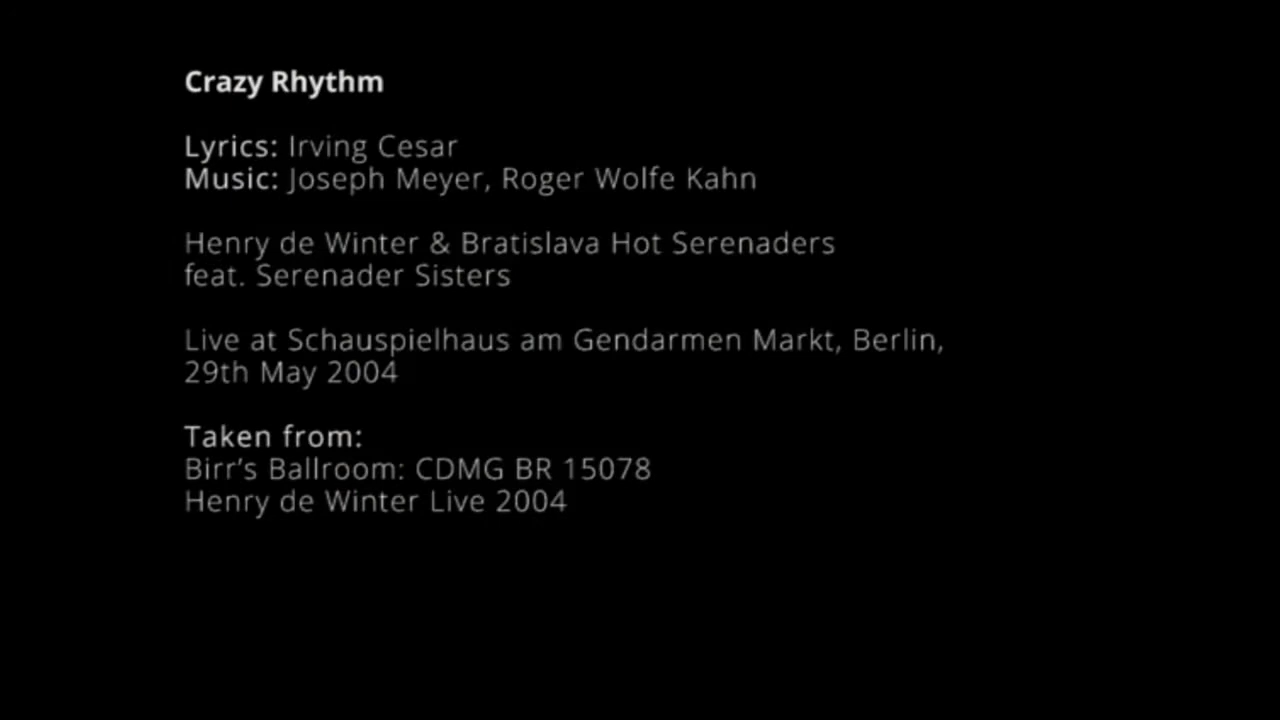 Crazy Rhythm
Lyrics: Irving Cesar
Music: Joseph Meyer, Roger Wolfe Kahn
Henry de Winter & Bratislava Hot Serenaders
feat. Serenader Sisters
Live at Schauspielhaus am Gendarmen Markt, Berlin,
29th May 2004
Taken from:
Birr’s Ballroom: CDMG BR 15078
Henry de Winter Live 2004